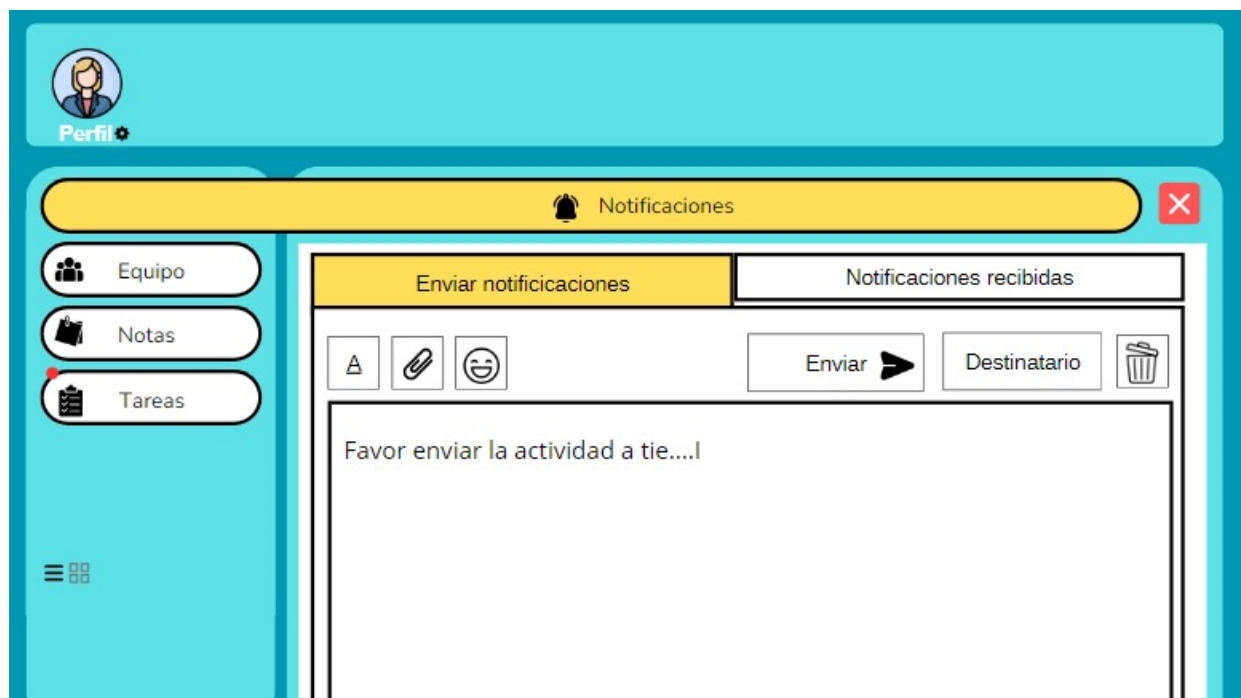 Perfil
Notificaciones
Equipo
Notas
Tareas
Enviar notificicaciones
Notificaciones recibidas
A
Enviar
Destinatario
Favor enviar la actividad a tie....I